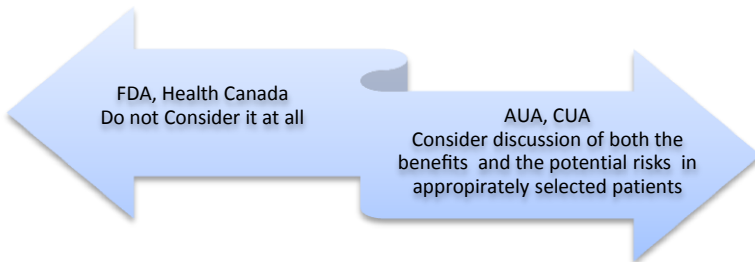 FDA, Health Canada
Do not Consider it at all
AUA, CUA
Consider discussion of both the
benefits and the potential risks in
appropirately selected patients